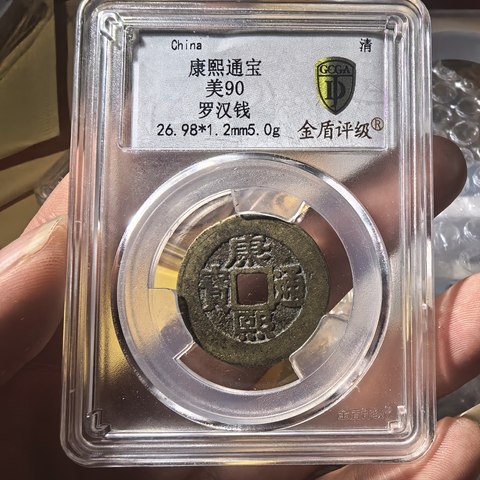 China 清
康熙通宝
美90
罗汉钱
26.98*1.2mm5.0g
GCGA
金盾评级®
康熙通寶